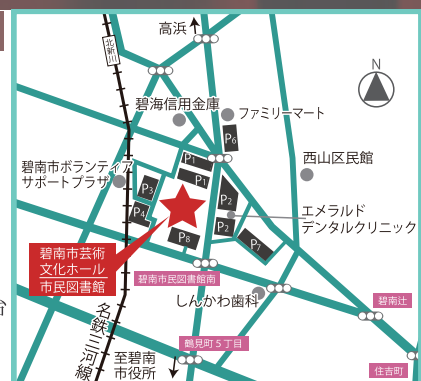 高浜
北新川
N
碧海信用金庫
ファミリーマート
P6
碧南市ボランティア
サポートプラザ
P1
P1
西山区民館
P3
P4
P2
P2
エメラルド
デンタルクリニック
P8
P7
碧南市芸術
文化ホール
市民図書館
碧南市民図書館南
しんかわ歯科
碧南辻
名鉄三河線
鶴見町5丁目
至碧南
市役所
住吉町